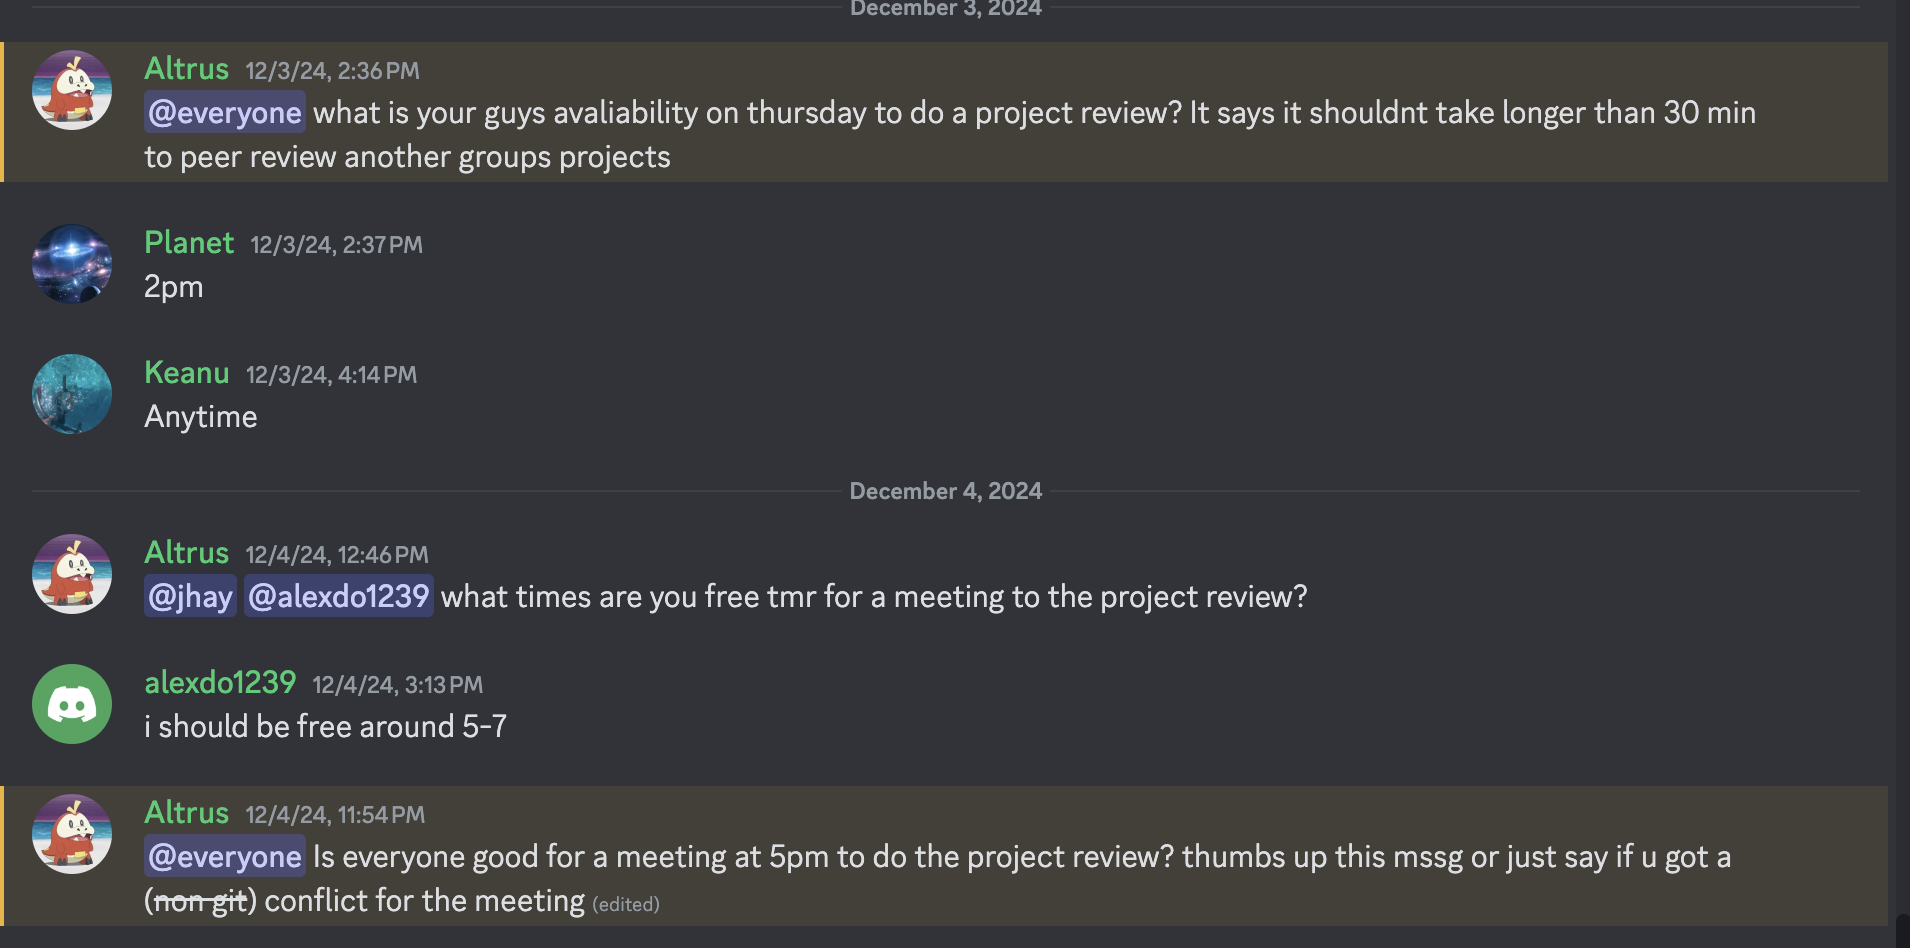 December 3, 2024
Altrus 12/3/24, 2:36 PM
@everyone what is your guys avaliability on thursday to do a project review? It says it shouldnt take longer than 30 min
to peer review another groups projects
Planet 12/3/24, 2:37 PM
2pm
Keanu 12/3/24, 4:14 PM
Anytime
December 4, 2024
Altrus 12/4/24, 12:46 PM
@jhay @alexdo1239 what times are you free tmr for a meeting to the project review?
alexdo1239 12/4/24, 3:13 PM
i should be free around 5-7
Altrus 12/4/24, 11:54 PM
@everyone Is everyone good for a meeting at 5pm to do the project review? thumbs up this mssg or just say if u got a
(non git) conflict for the meeting (edited)